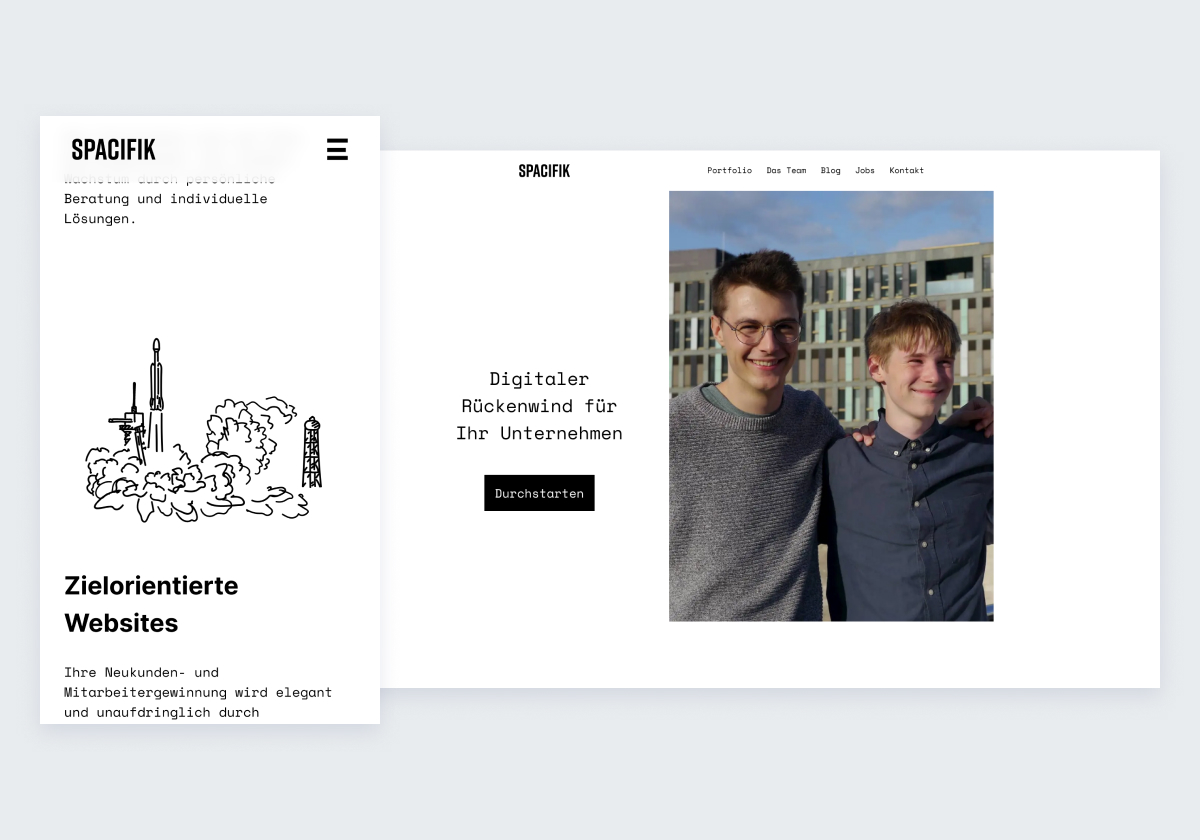 SPACIFIK
Wachstum durch persönliche
Beratung und individuelle
Lösungen.
Zielorientierte
Websites
Ihre Neukunden- und
Mitarbeitergewinnung wird elegant
und unaufdringlich durch
SPACIFIK
Portfolio Das Team Blog Jobs Kontakt
Digitaler
Rückenwind für
Ihr Unternehmen
Durchstarten